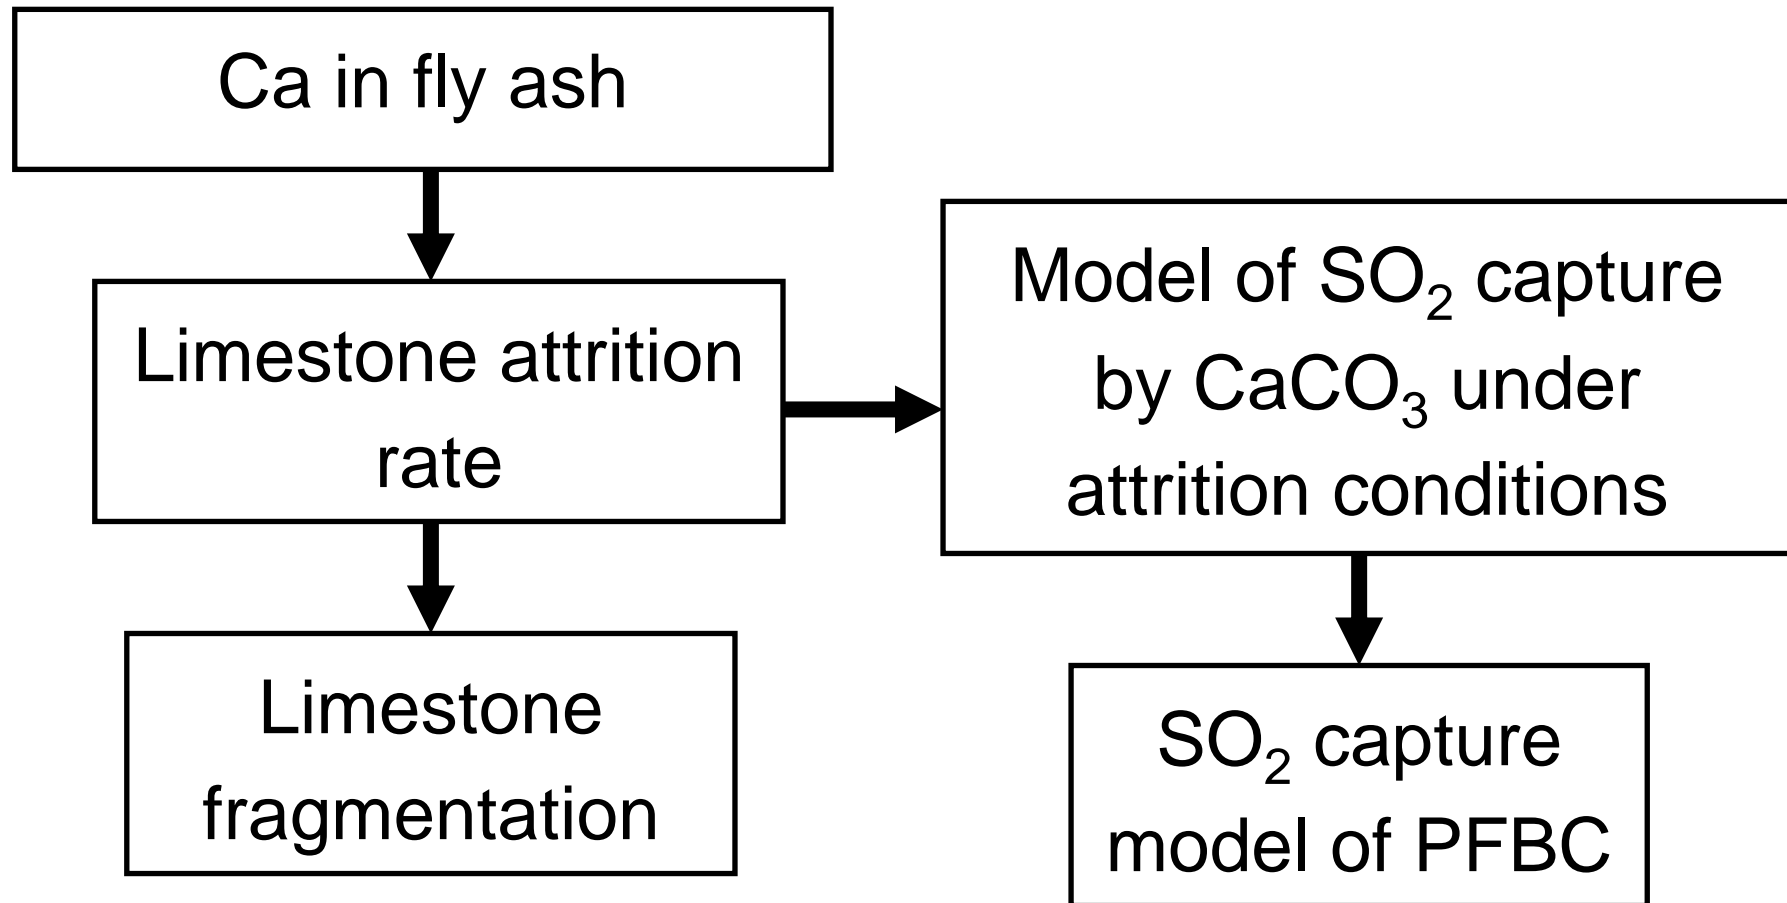 Ca in fly ash
Limestone attrition
rate
Limestone
fragmentation
Model of SO₂ capture
by CaCO₃ under
attrition conditions
SO₂ capture
model of PFBC